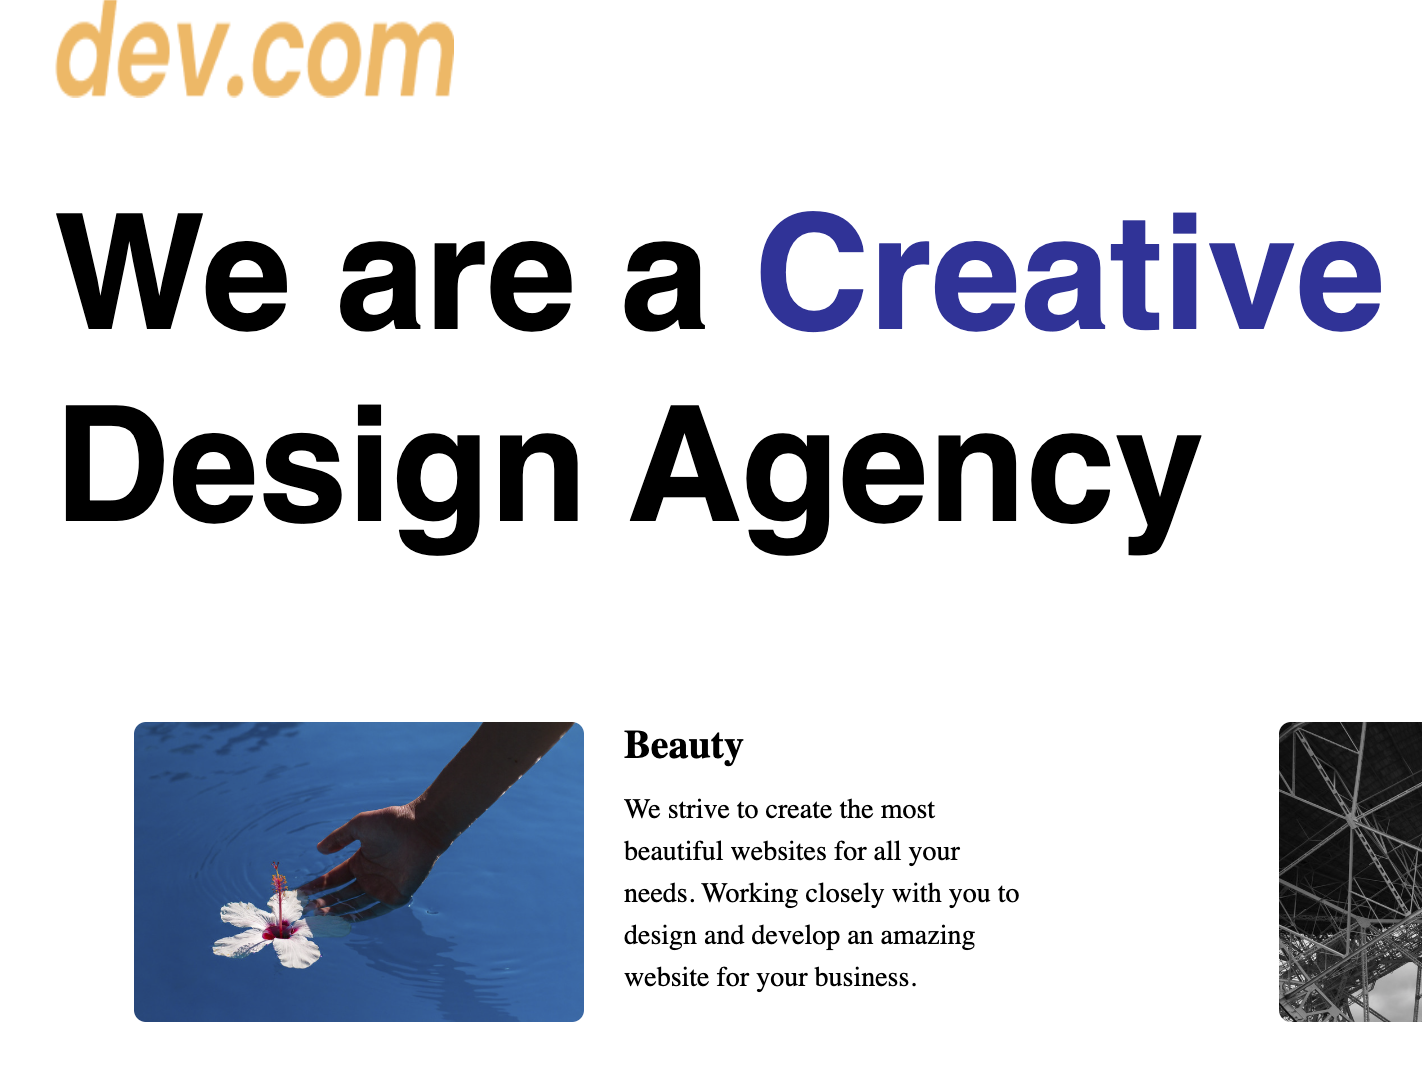 dev.com
We are a Creative
Design Agency
Beauty
We strive to create the most
beautiful websites for all your
needs. Working closely with you to
design and develop an amazing
website for your business.